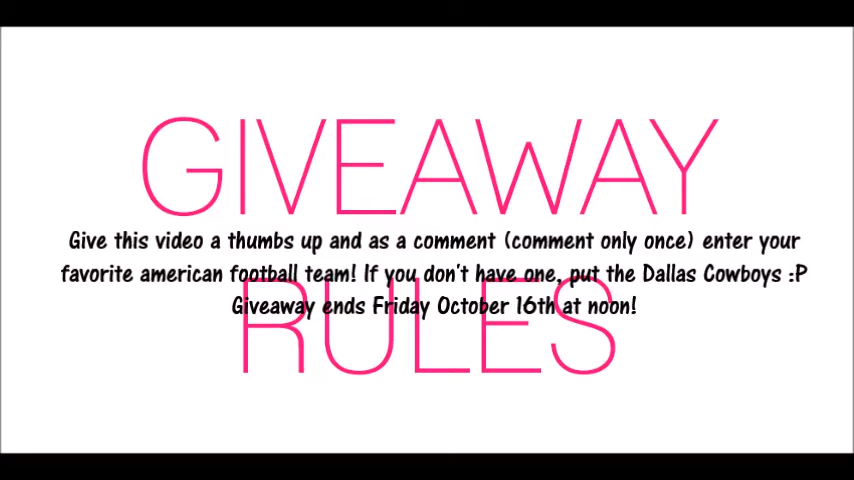 GIVEAWAY
Give this video a thumbs up and as a comment (comment only once) enter your
favorite american football team! If you don't have one, put the Dallas Cowboys :P
Giveaway ends Friday October 16th at noon!
RULES